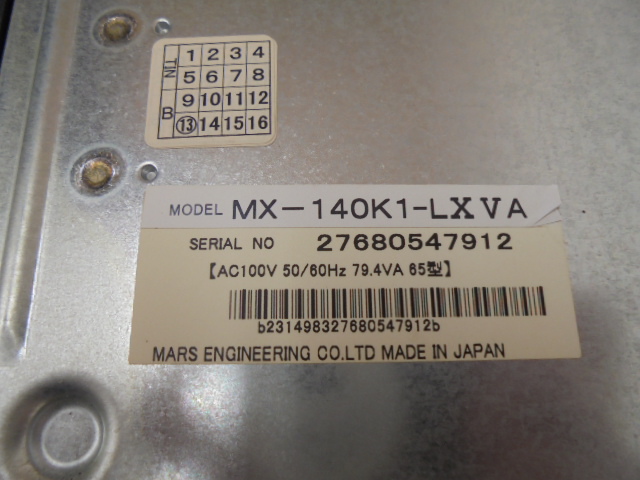 TIN
1 2 3 4
5 6 7 8
B
9 10 11 12
⑬ 14 15 16
MODEL MX-140K1-LXVA
SERIAL NO 27680547912
【AC100V 50/60Hz 79.4VA 65型】
b231498327680547912b
MARS ENGINEERING CO.LTD MADE IN JAPAN